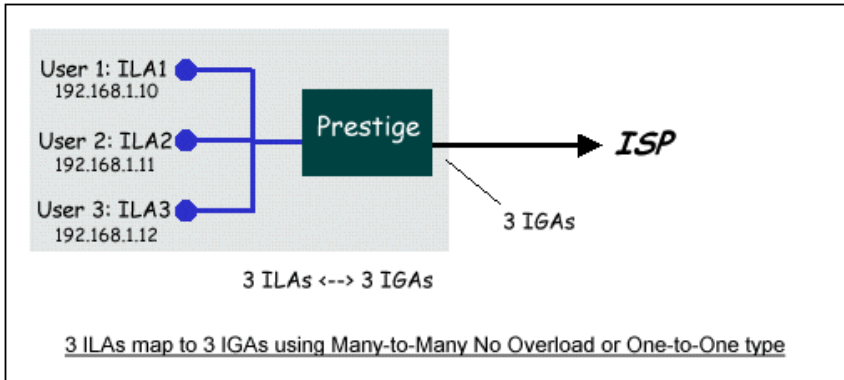 User 1: ILA1
192.168.1.10
User 2: ILA2
192.168.1.11
User 3: ILA3
192.168.1.12
Prestige
ISP
3 IGAs
3 ILAs <--> 3 IGAs
3 ILAs map to 3 IGAs using Many-to-Many No Overload or One-to-One type